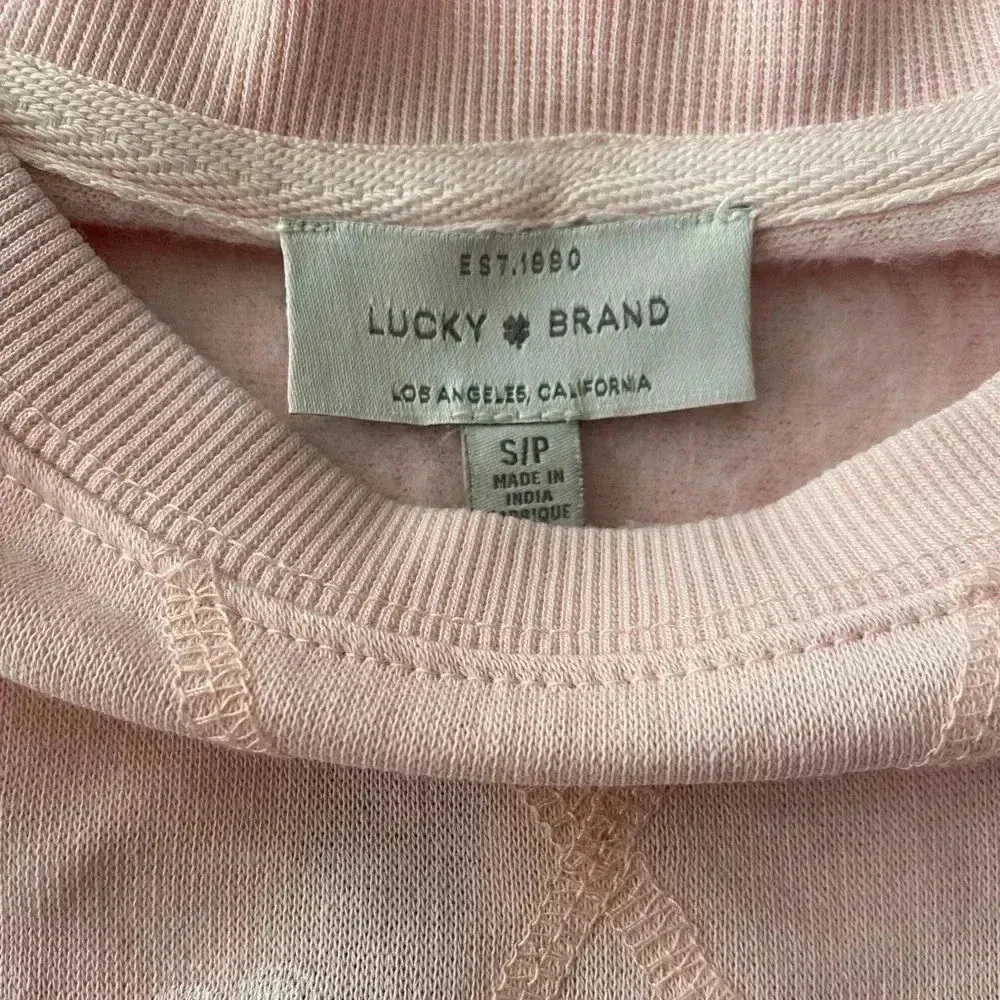 EST.1990
LUCKY BRAND
LOS ANGELES, CALIFORNIA
S/P
MADE IN
INDIA